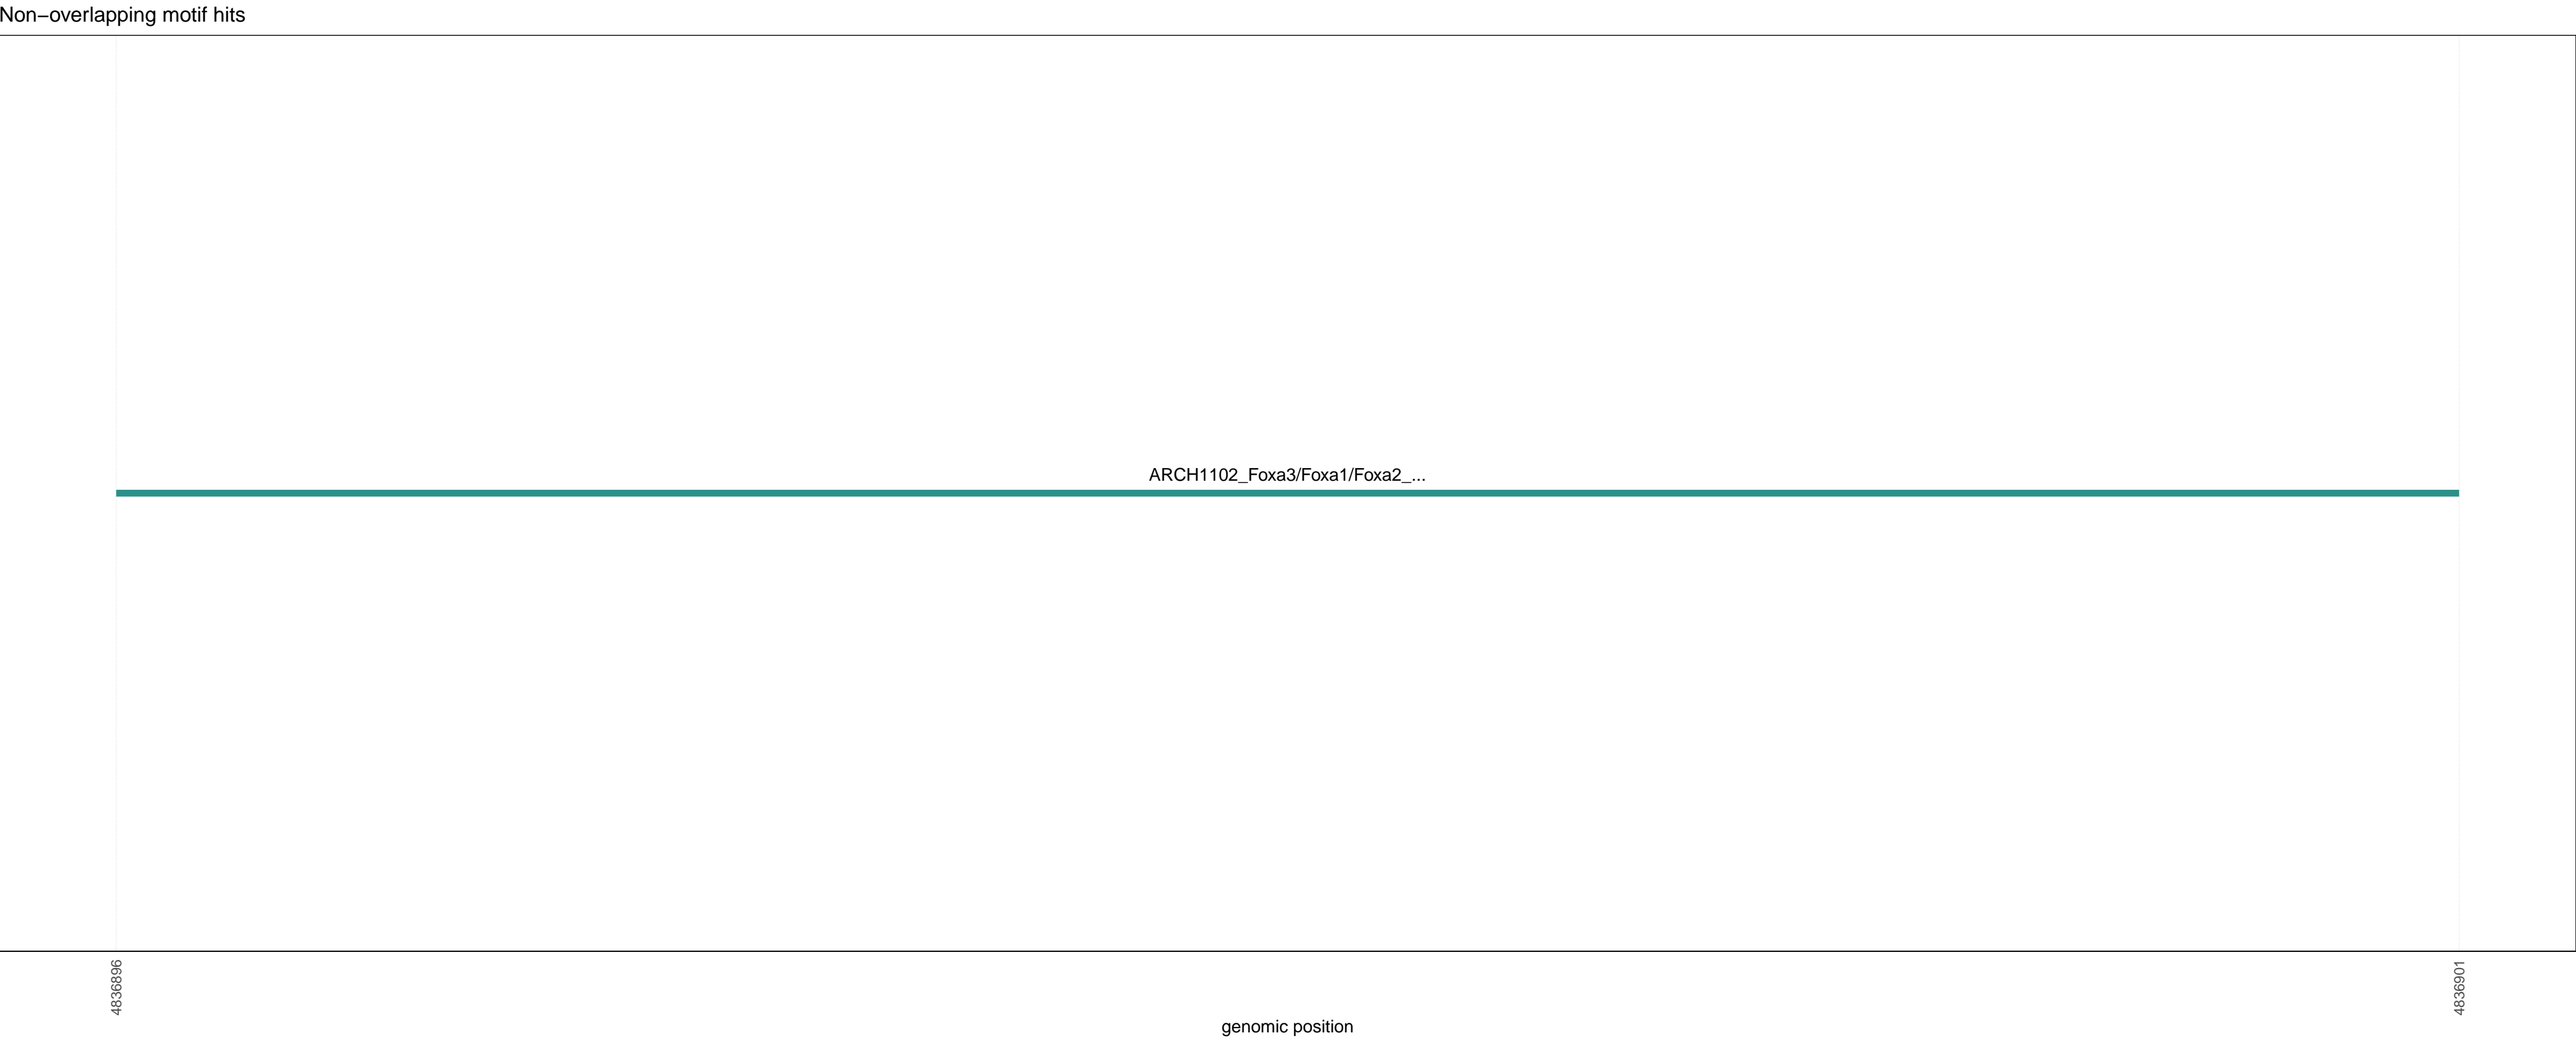 Non−overlapping motif hits
ARCH1102_Foxa3/Foxa1/Foxa2_...
4836896
4836901
genomic position